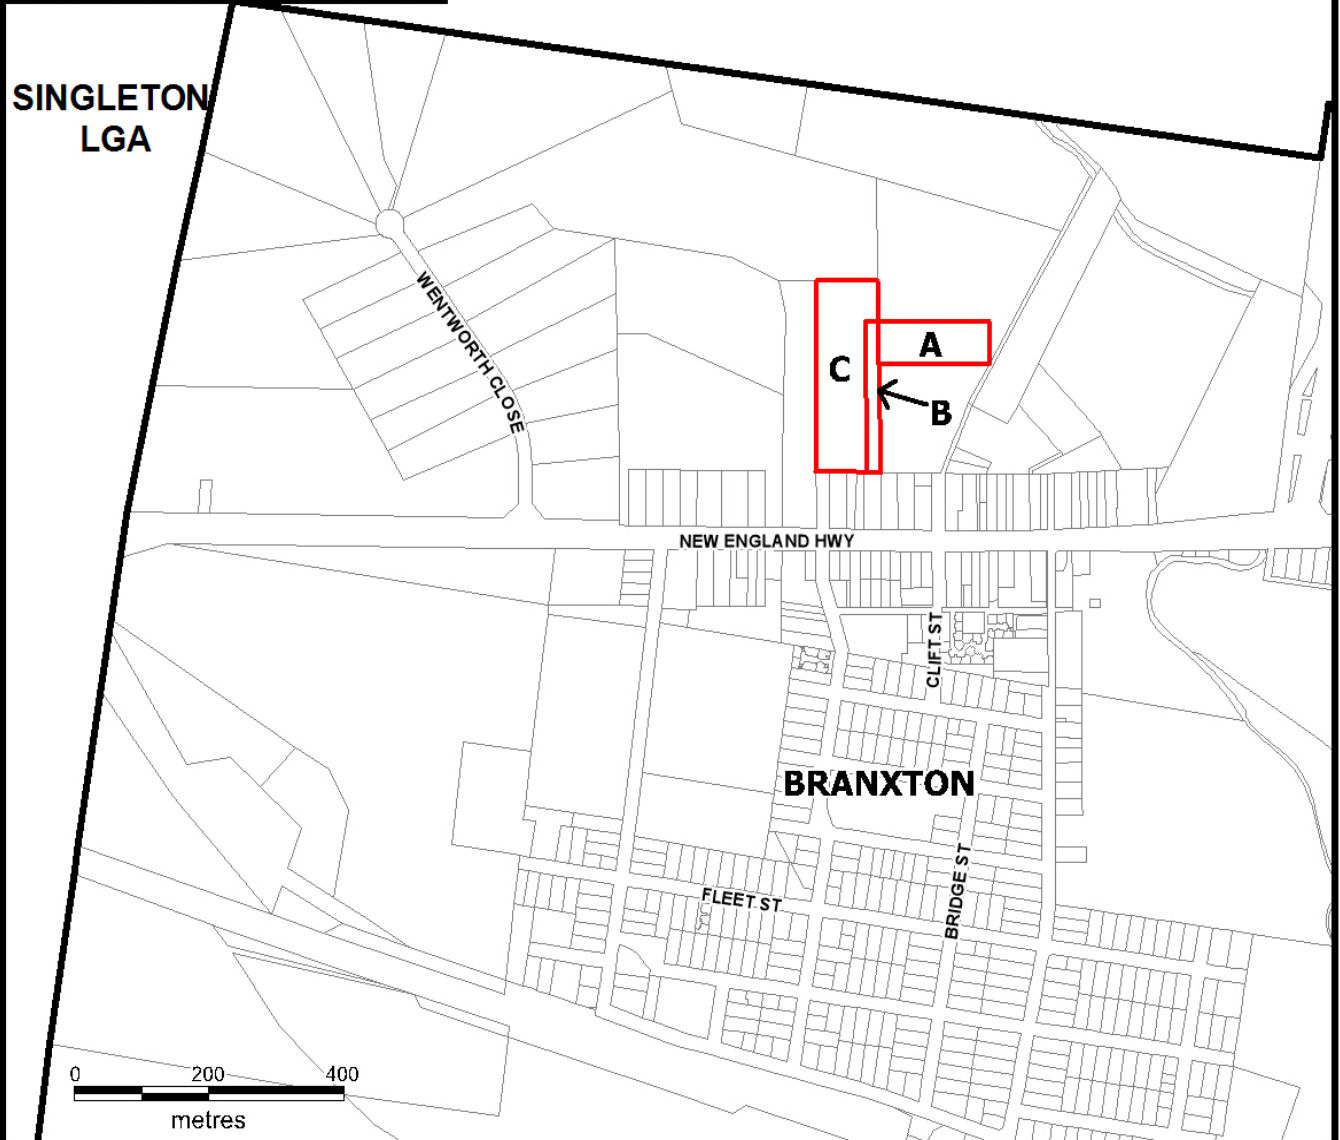 SINGLETON
LGA
WENTWORTH CLOSE
A
C
B
NEW ENGLAND HWY
CLIFT ST
BRANXTON
BRIDGE ST
FLEET ST
0 200 400
metres